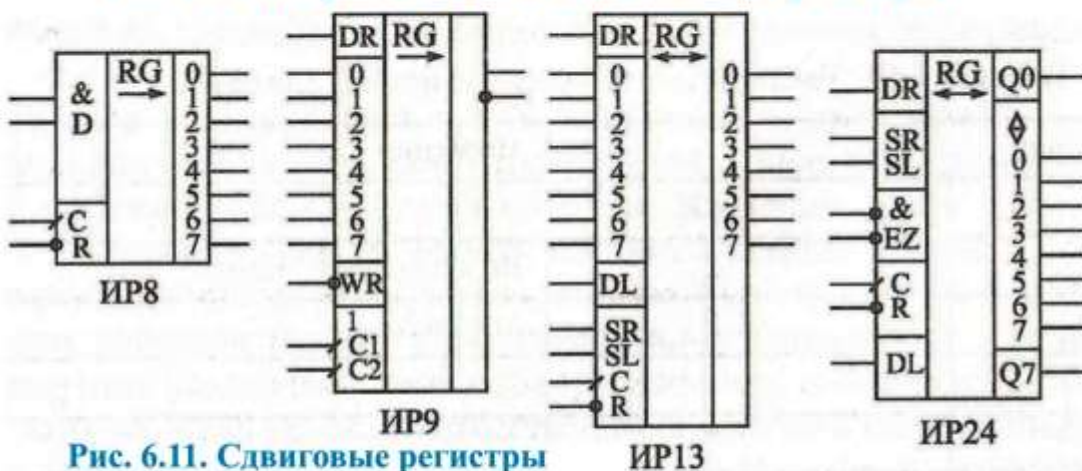 & D C R RG 0 1 2 3 4 5 6 7
ИР8
DR 0 1 2 3 4 5 6 7 WR 1 C1 C2 RG
ИР9
DR 0 1 2 3 4 5 6 7 DL SR SL C R RG 0 1 2 3 4 5 6 7
ИР13
DR SR SL & EZ C R DL RG Q0 0 1 2 3 4 5 6 7 Q7
ИР24
Рис. 6.11. Сдвиговые регистры